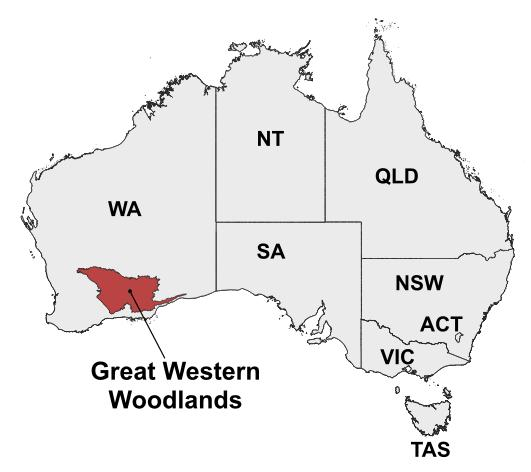 NT
QLD
WA
SA
NSW
ACT
VIC
Great Western
Woodlands
TAS